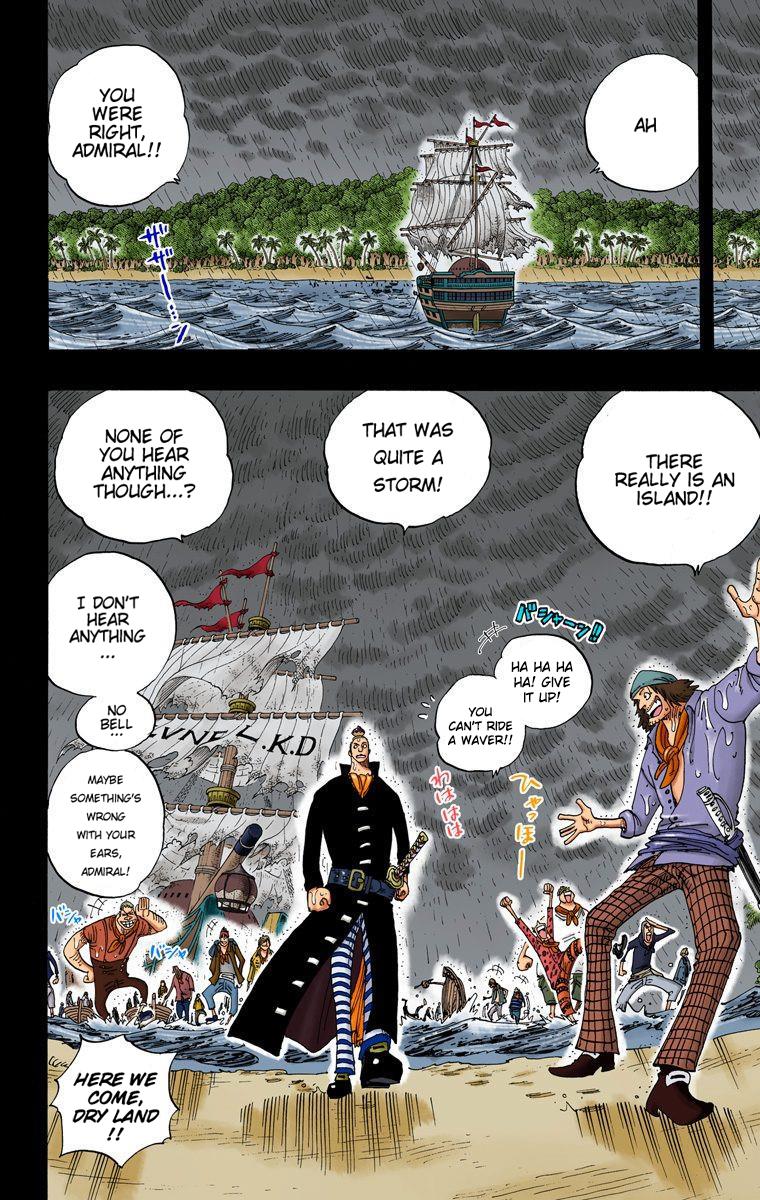 AH
YOU
WERE
RIGHT,
ADMIRAL!!
ザザー…ッ
THERE
REALLY IS AN
ISLAND!!
THAT WAS
QUITE A
STORM!
NONE OF
YOU HEAR
ANYTHING
THOUGH...?
I DON'T
HEAR
ANYTHING
...
NO
BELL
...
MAYBE
SOMETHING'S
WRONG
WITH YOUR
EARS,
ADMIRAL!
バシャーン!
HA HA HA
HA! GIVE
IT UP!
YOU
CAN'T RIDE
A WAVER!!
わははは
ひゃっほー
L.K.D
バシャ
バシャ
HERE WE
COME,
DRY LAND
!!